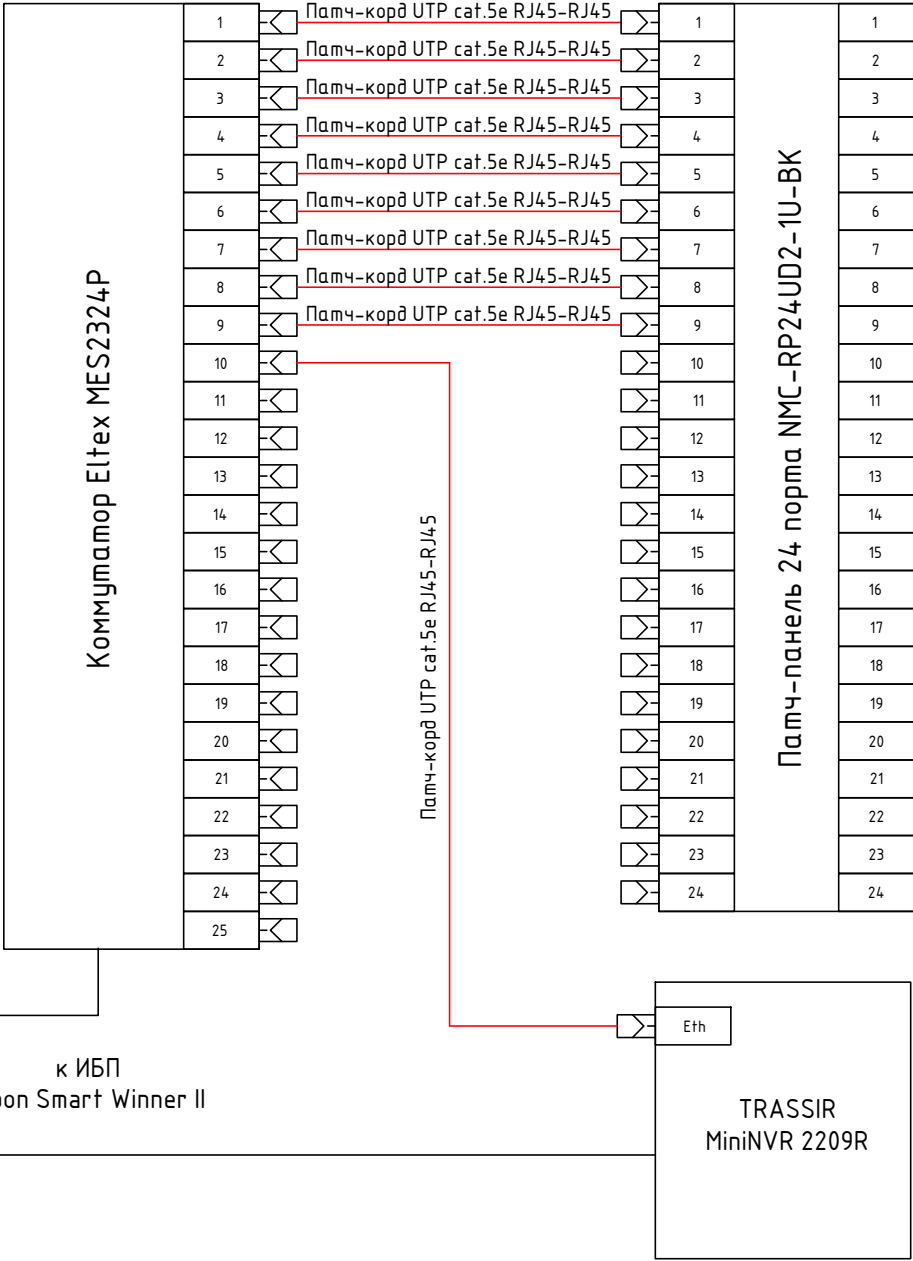 1 Патч-корд UTP cat.5e RJ45-RJ45 1 1
2 Патч-корд UTP cat.5e RJ45-RJ45 2 2
3 Патч-корд UTP cat.5e RJ45-RJ45 3 3
4 Патч-корд UTP cat.5e RJ45-RJ45 4 4
5 Патч-корд UTP cat.5e RJ45-RJ45 5 5
6 Патч-корд UTP cat.5e RJ45-RJ45 6 6
7 Патч-корд UTP cat.5e RJ45-RJ45 7 7
8 Патч-корд UTP cat.5e RJ45-RJ45 8 8
9 Патч-корд UTP cat.5e RJ45-RJ45 9 9
10 10 10
11 11 11
12 12 12
13 13 13
14 14 14
15 15 15
16 16 16
17 17 17
18 18 18
19 19 19
20 20 20
21 21 21
22 22 22
23 23 23
24 24 24
25
Коммутатор Eltex MES2324P
Патч-корд UTP cat.5e RJ45-RJ45
Патч-панель 24 порта NMC-RP24UD2-1U-BK
Eth
к ИБП
Smart Winner II
TRASSIR
MiniNVR 2209R